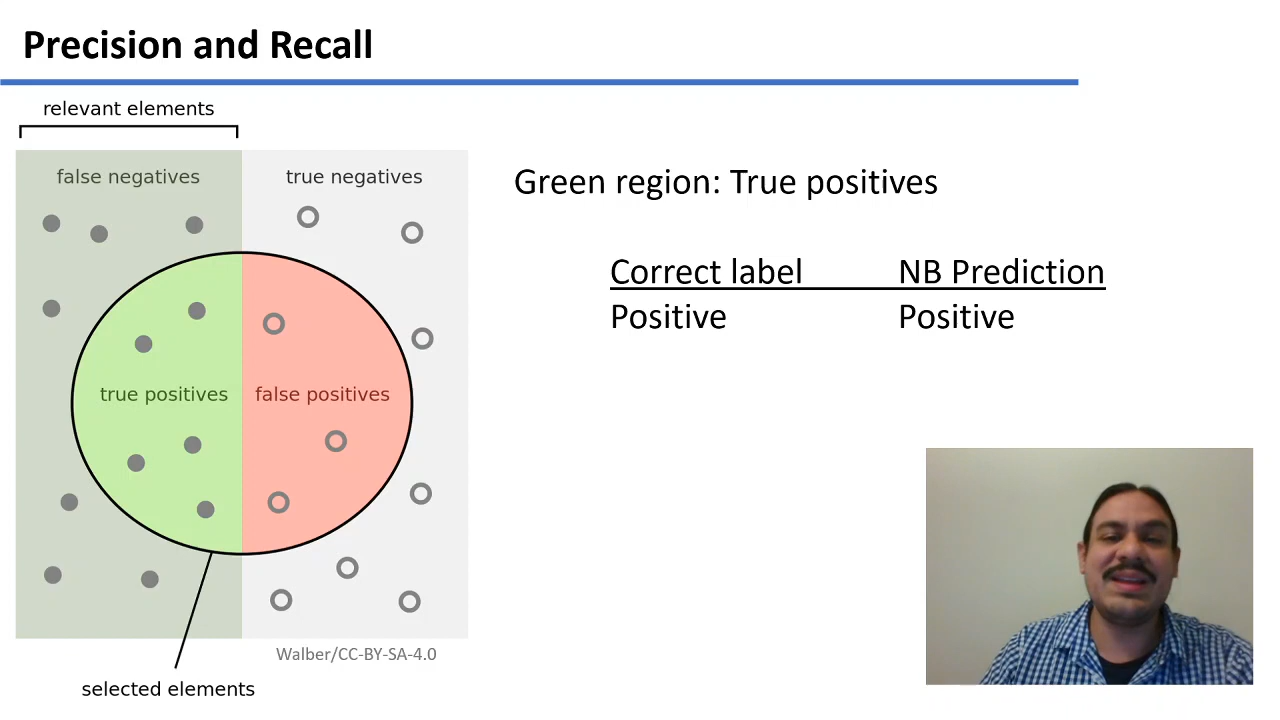 Precision and Recall
relevant elements
false negatives
true negatives
true positives
false positives
Walber/CC-BY-SA-4.0
selected elements
Green region: True positives
Correct label NB Prediction
Positive Positive